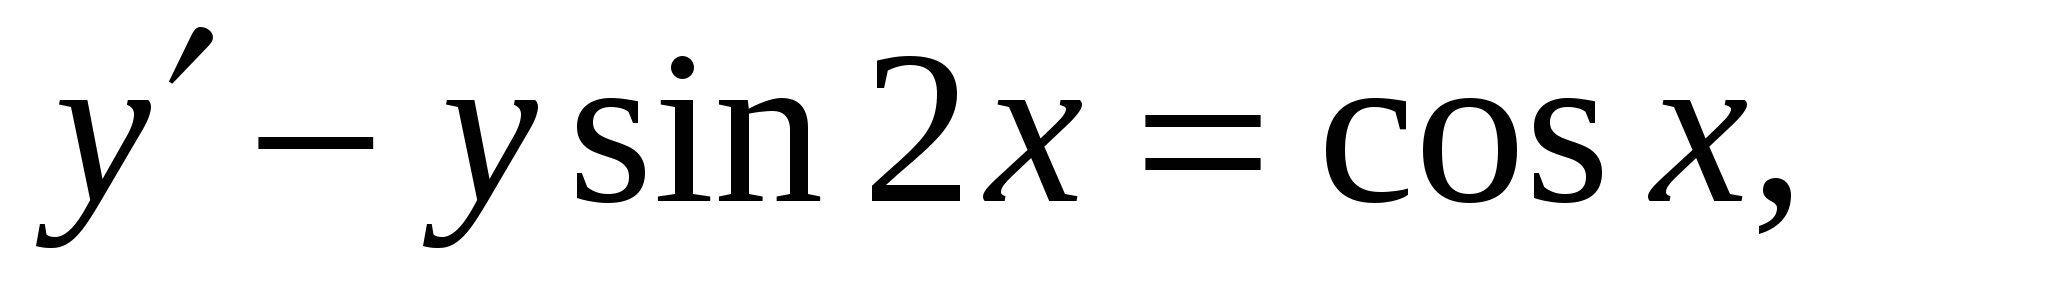 y′ − y sin 2x = cos x,